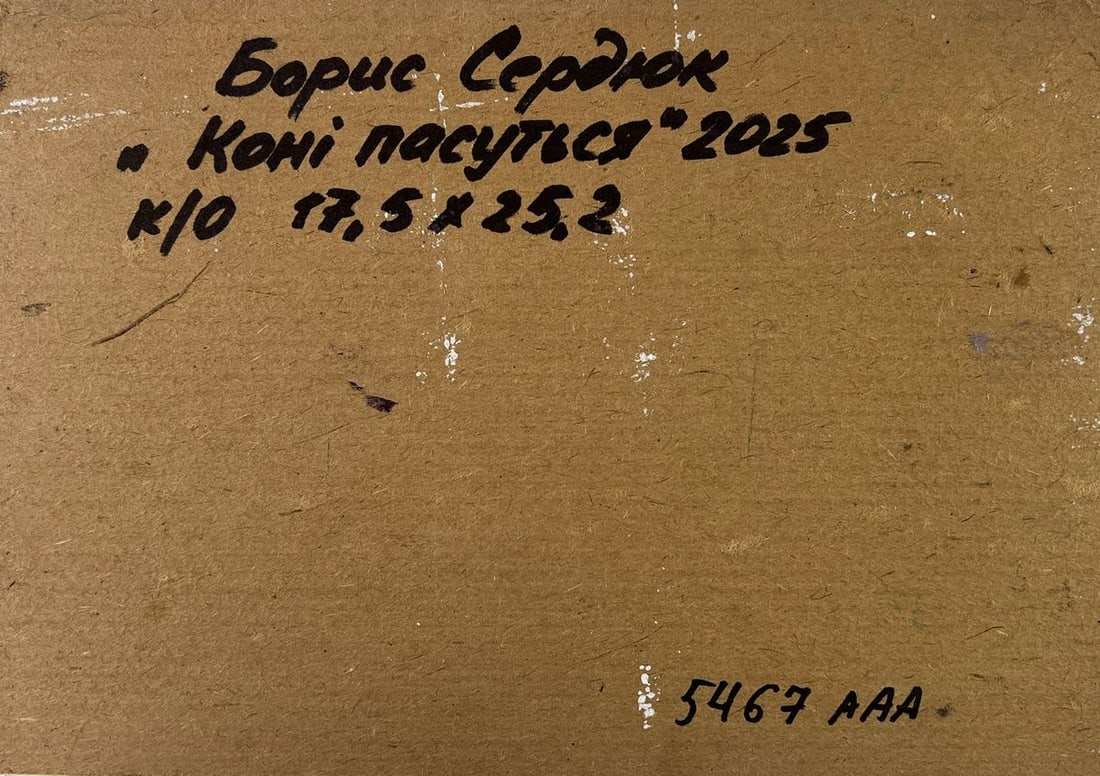 Борис Сердюк
„ Коні пасуться" 2025
к/о 17,5 х 25,2
5467 ААА